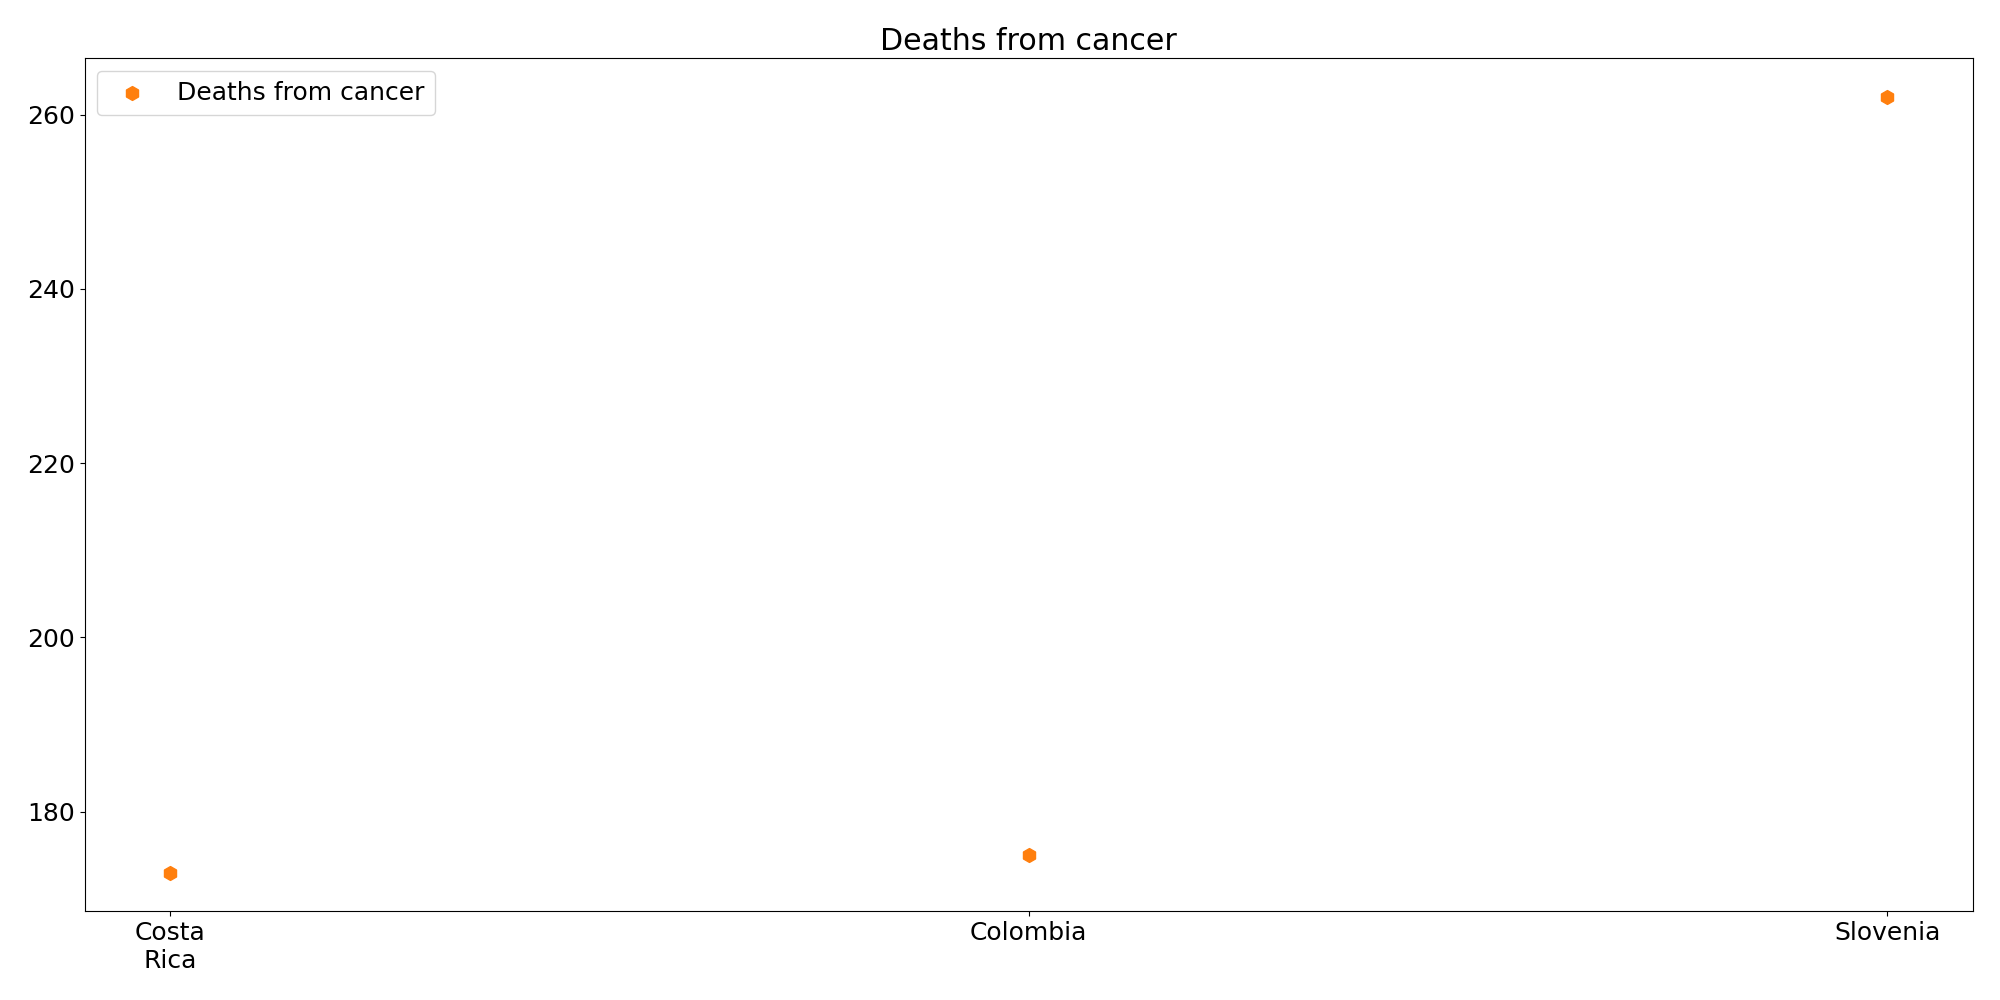 Deaths from cancer
Deaths from cancer
260
240
220
200
180
Costa
Rica
Colombia
Slovenia